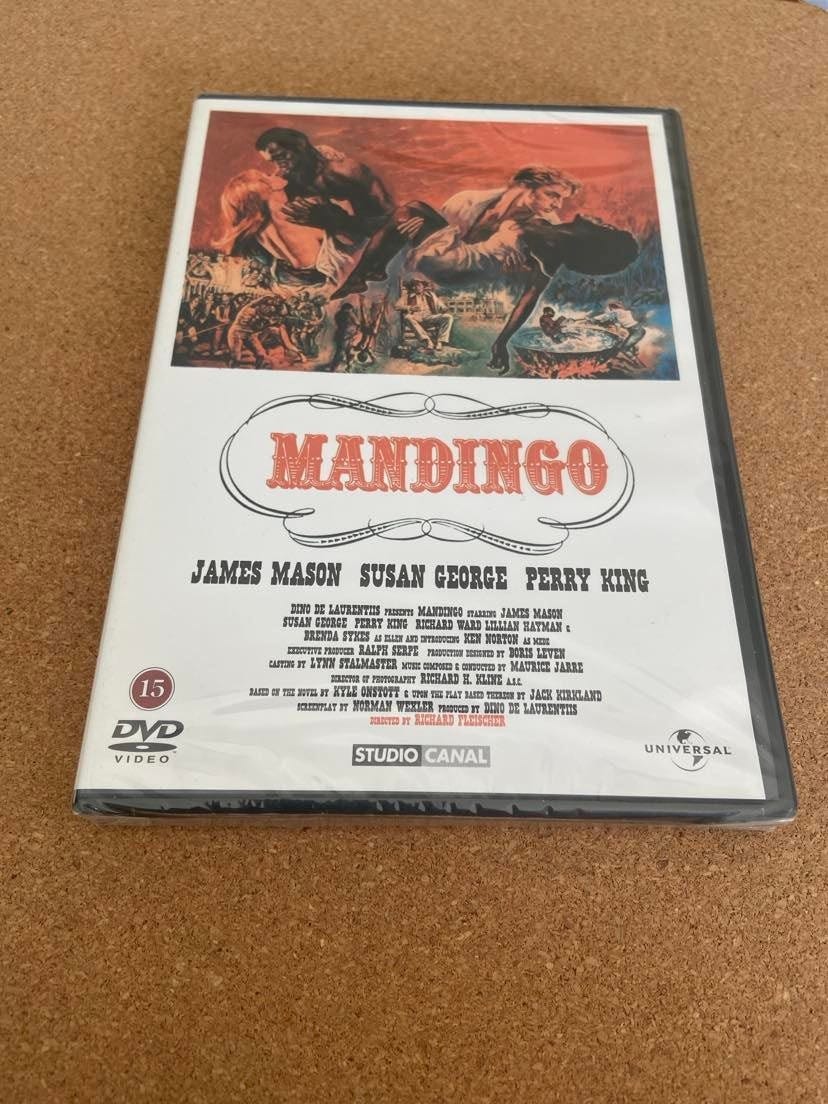 MANDINGO
JAMES MASON SUSAN GEORGE PERRY KING
DINO DE LAURENTIIS PRESENTS MANDINGO STARRING JAMES MASON
SUSAN GEORGE PERRY KING RICHARD WARD LILLIAN HAYMAN &
BRENDA SYKES AS ELLEN AND INTRODUCING KEN NORTON AS MEDE
EXECUTIVE PRODUCER RALPH SERPE PRODUCTION DESIGNED BY BORIS LEVEN
CASTING BY LYNN STALMASTER MUSIC COMPOSED & CONDUCTED BY MAURICE JARRE
DIRECTOR OF PHOTOGRAPHY RICHARD H. KLINE A.S.C.
BASED ON THE NOVEL BY KYLE ONSTOTT & UPON THE PLAY BASED THEREON BY JACK KIRKLAND
SCREENPLAY BY NORMAN WEXLER PRODUCED BY DINO DE LAURENTIIS
DIRECTED BY RICHARD FLEISCHER
15
DVD
VIDEO
STUDIO CANAL
UNIVERSAL